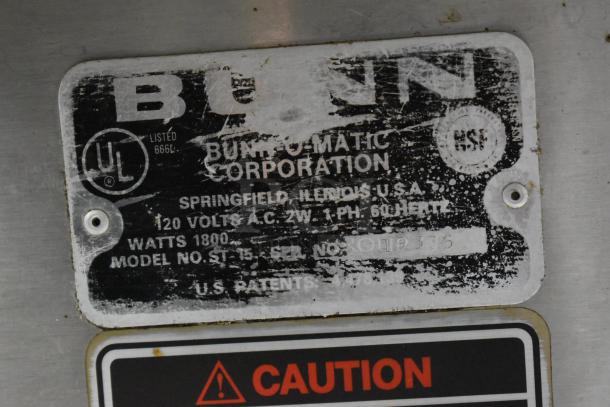 BUNN
UL
®
LISTED
BUNN-O-MATIC
CORPORATION
NSF
SPRINGFIELD, ILLINOIS U.S.A.
120 VOLTS A.C. 2W. 1 PH. 60 HERTZ
WATTS 1800
MODEL NO. ST-15, SER. NO.
U.S. PATENTS:
CAUTION